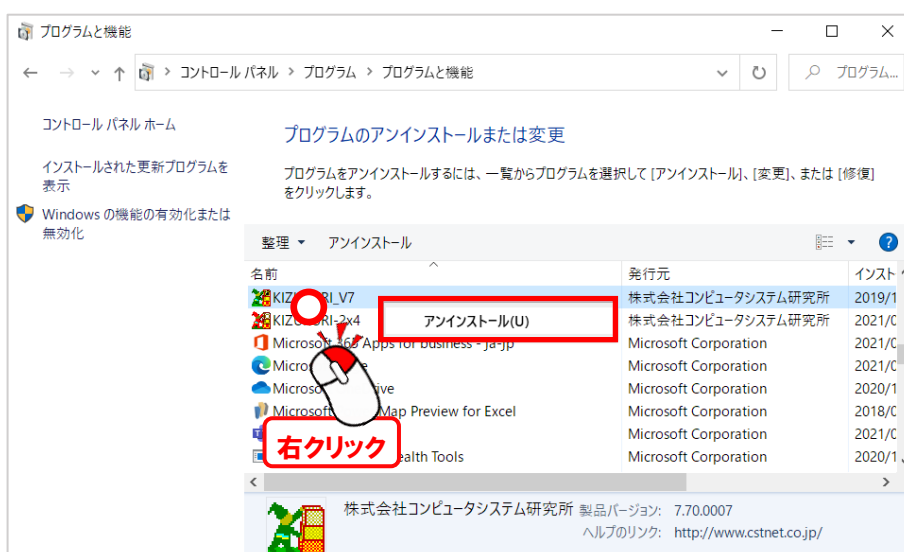 プログラムと機能
コントロール パネル > プログラム > プログラムと機能
プログラム...
コントロール パネル ホーム
インストールされた更新プログラムを
表示
Windows の機能の有効化または
無効化
プログラムのアンインストールまたは変更
プログラムをアンインストールするには、一覧からプログラムを選択して [アンインストール]、[変更]、または [修復]
をクリックします。
整理 アンインストール
名前 発行元 インスト
RI_V7 株式会社コンピュータシステム研究所 2019/1
RI-2x4 株式会社コンピュータシステム研究所 2021/0
アンインストール(U)
Microsoft 365 Apps for business - ja-jp Microsoft Corporation 2021/0
Microsoft Corporation 2021/0
Microsoft Corporation 2020/1
Microsoft Map Preview for Excel Microsoft Corporation 2018/0
Microsoft Corporation 2021/0
ealth Tools Microsoft Corporation 2020/1
右クリック
株式会社コンピュータシステム研究所 製品バージョン: 7.70.0007
ヘルプのリンク: http://www.cstnet.co.jp/